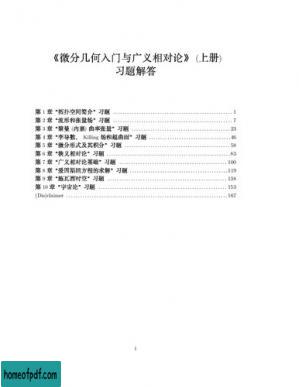 《微分几何入门与广义相对论》(上册)
习题解答
第 1 章“拓扑空间简介”习题 1
第 2 章“流形和张量场”习题 7
第 3 章“黎曼(内禀)曲率张量”习题 23
第 4 章“李导数、 Killing 场和超曲面”习题 46
第 5 章“微分形式及其积分”习题 58
第 6 章“狭义相对论”习题 83
第 7 章“广义相对论基础”习题 100
第 8 章“爱因斯坦方程的求解”习题 119
第 9 章“施瓦西时空”习题 138
第 10 章“宇宙论”习题 153
(Dis)claimer 167
1
homeofpdf.com
homeofpdf.com